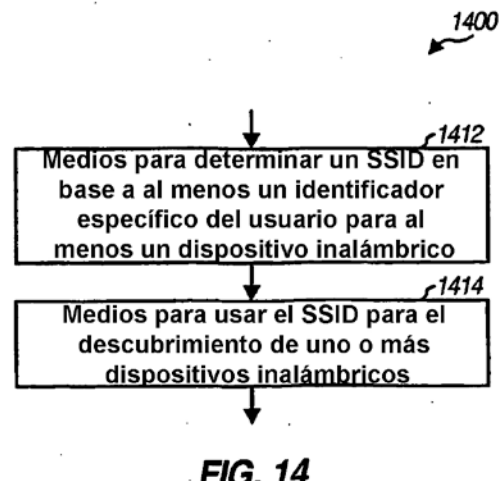 1400
1412
Medios para determinar un SSID en
base a al menos un identificador
específico del usuario para al
menos un dispositivo inalámbrico
1414
Medios para usar el SSID para el
descubrimiento de uno o más
dispositivos inalámbricos
FIG. 14